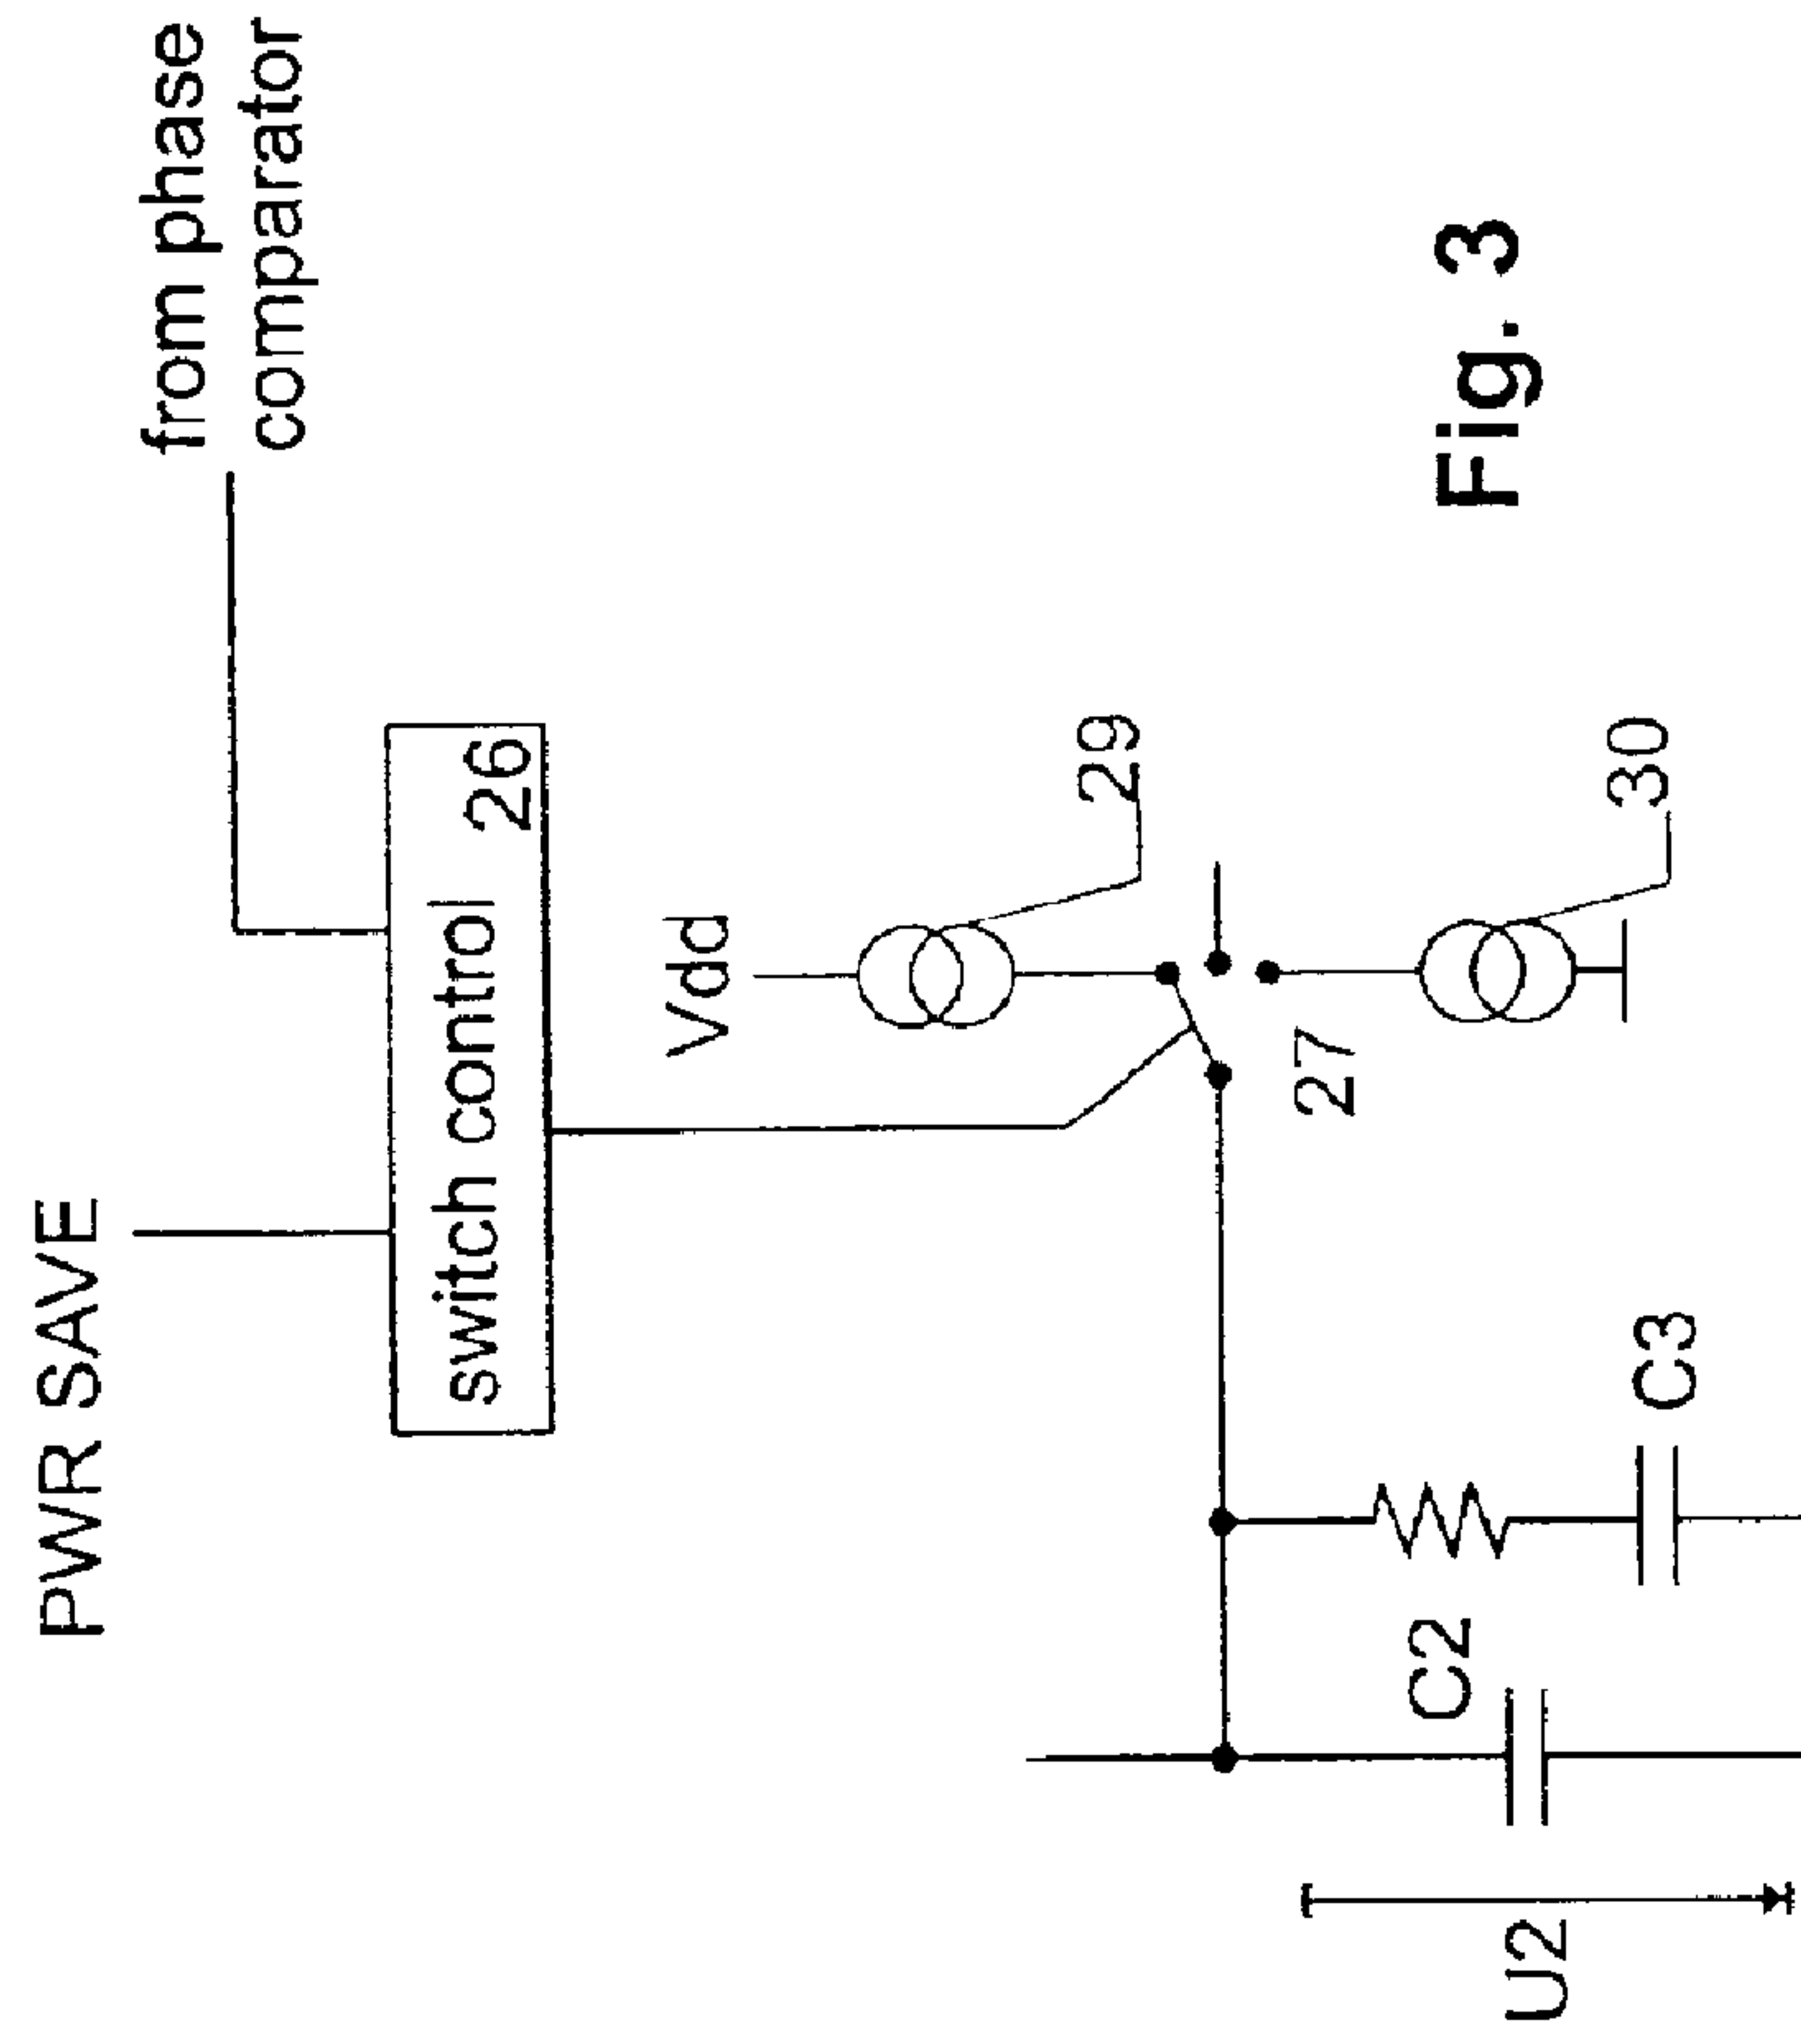 PWR SAVE
from phase
comparator
switch control
26
Vdd
29
27
30
C2
C3
U2
Fig. 3